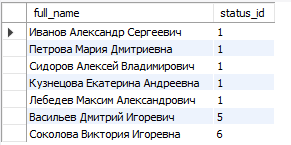 full_name status_id
Иванов Александр Сергеевич 1
Петрова Мария Дмитриевна 1
Сидоров Алексей Владимирович 1
Кузнецова Екатерина Андреевна 1
Лебедев Максим Александрович 1
Васильев Дмитрий Игоревич 5
Соколова Виктория Игоревна 6